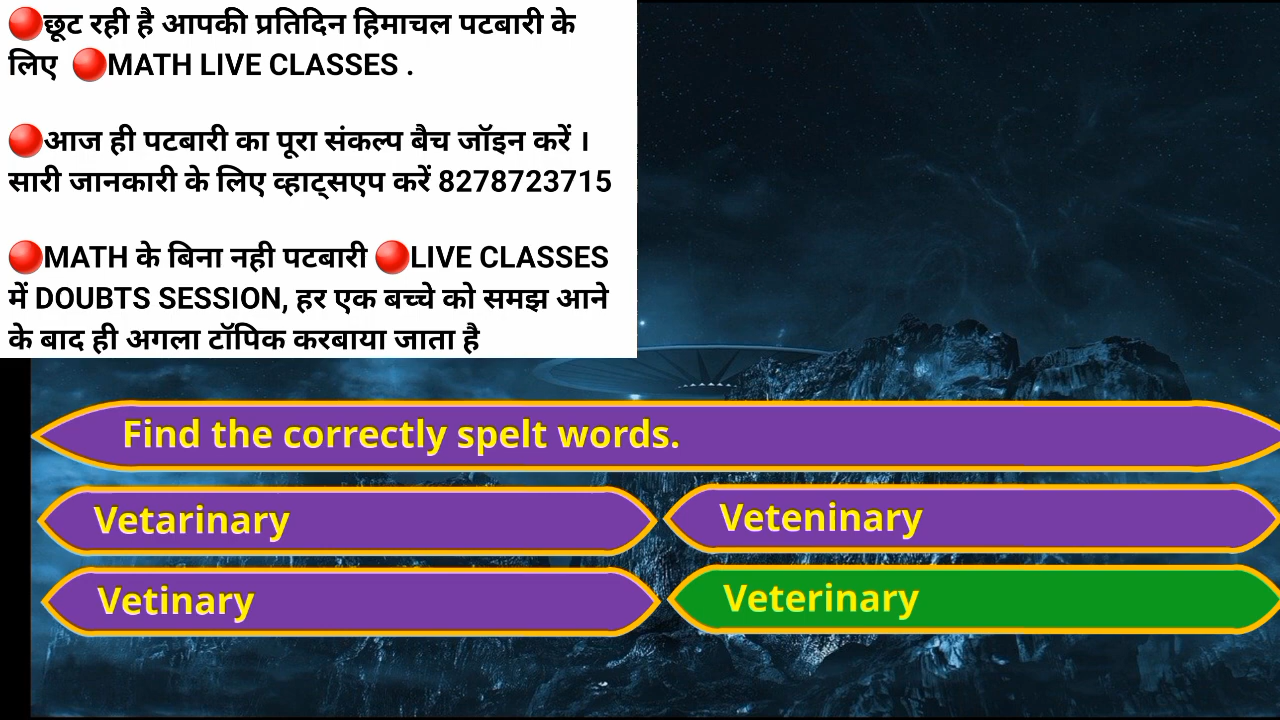 🔴छूट रही है आपकी प्रतिदिन हिमाचल पटबारी के
लिए 🔴MATH LIVE CLASSES .
🔴आज ही पटबारी का पूरा संकल्प बैच जॉइन करें ।
सारी जानकारी के लिए व्हाट्सएप करें 8278723715
🔴MATH के बिना नही पटबारी 🔴LIVE CLASSES
में DOUBTS SESSION, हर एक बच्चे को समझ आने
के बाद ही अगला टॉपिक करबाया जाता है
Find the correctly spelt words.
Vetarinary
Veteninary
Vetinary
Veterinary